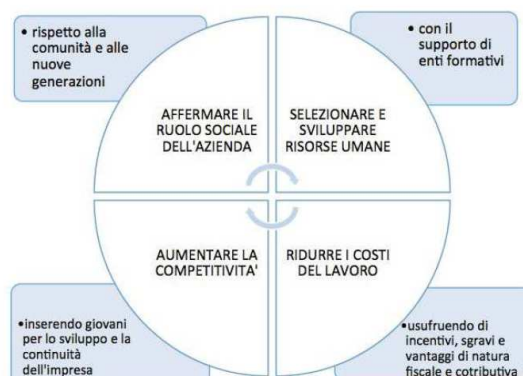 • rispetto alla
comunità e alle
nuove
generazioni
• con il
supporto di
enti formativi
AFFERMARE IL
RUOLO SOCIALE
DELL'AZIENDA
SELEZIONARE E
SVILUPPARE
RISORSE UMANE
AUMENTARE LA
COMPETITIVITA'
RIDURRE I COSTI
DEL LAVORO
•inserendo giovani
per lo sviluppo e la
continuità
dell'impresa
•usufruendo di
incentivi, sgravi e
vantaggi di natura
fiscale e cotributiva